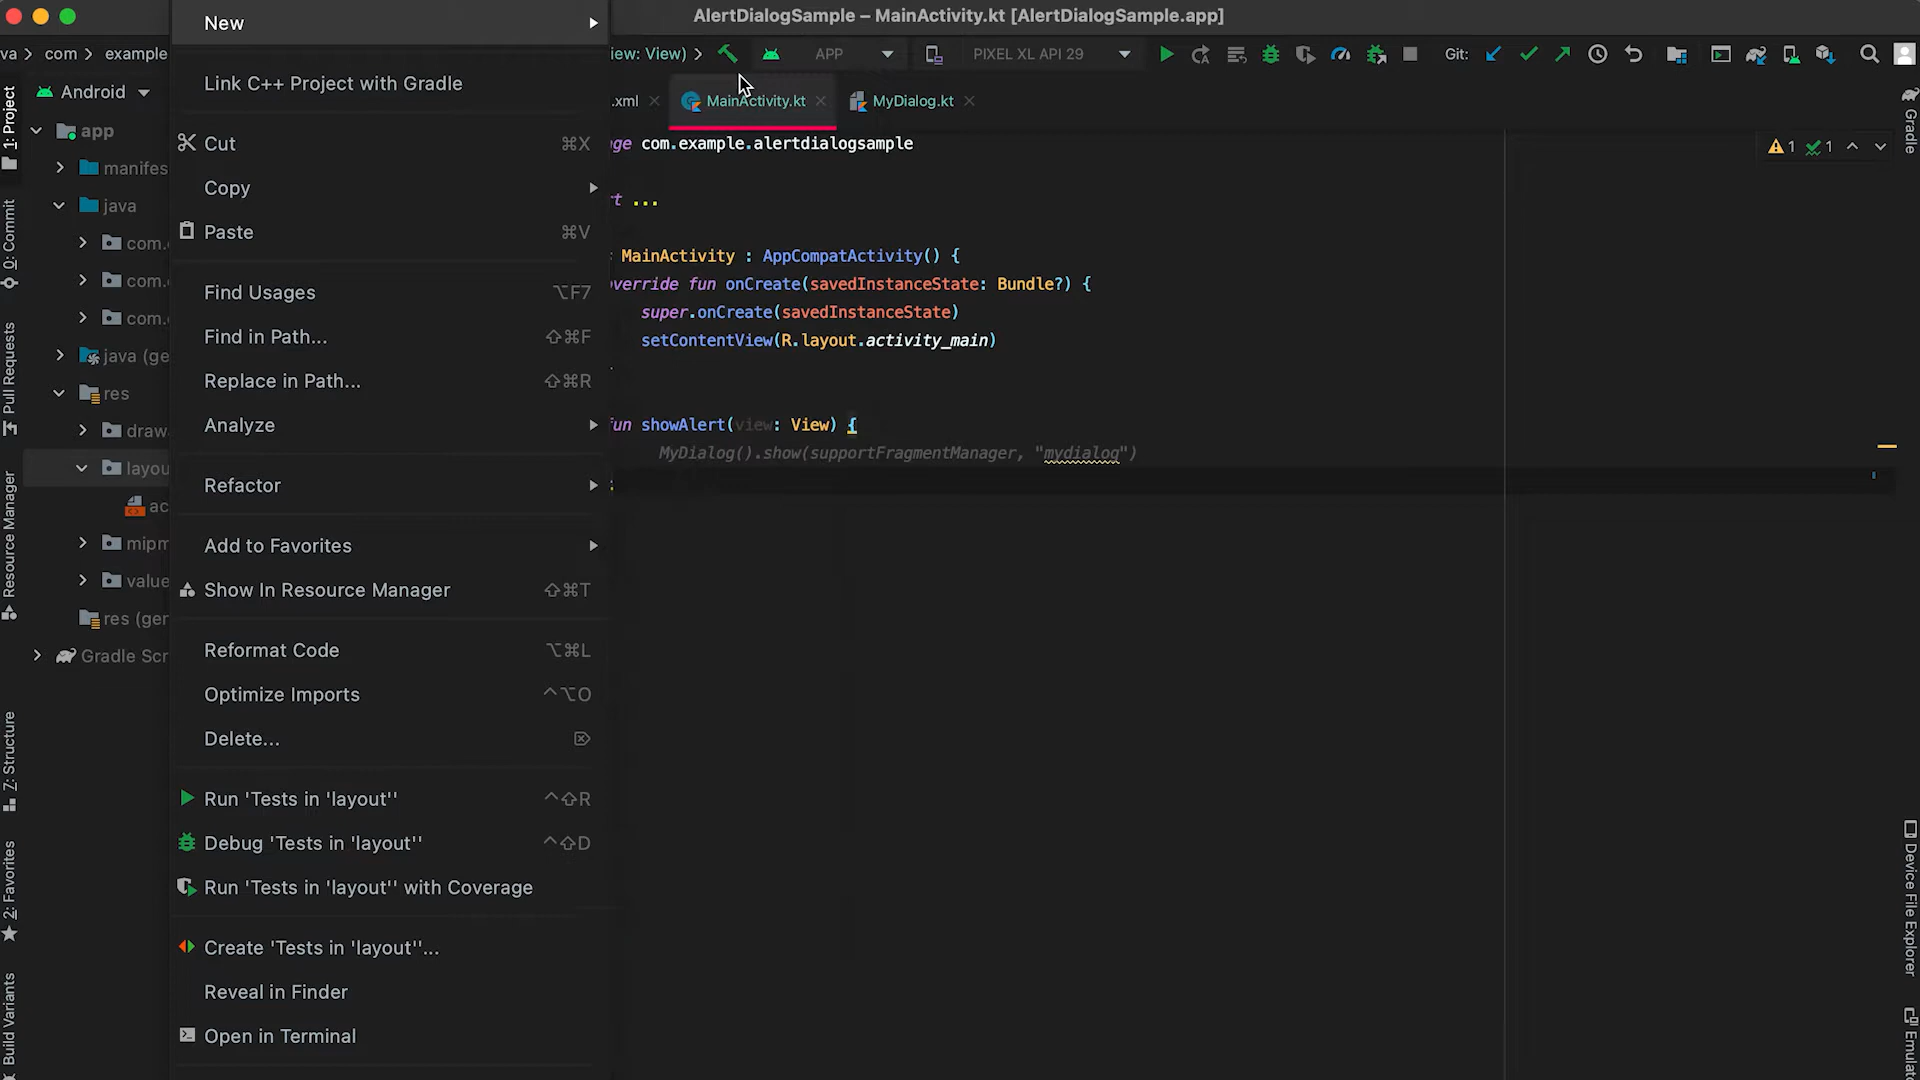 AlertDialogSample – MainActivity.kt [AlertDialogSample.app]
va > com > example
iew: View) >
APP
PIXEL XL API 29
Git:
.xml
MainActivity.kt
MyDialog.kt
1: Project
0: Commit
Pull Requests
Resource Manager
Z: Structure
2: Favorites
Build Variants
Android
app
manifes
java
com.
com.
com.
java (ge
res
draw
layou
ac
mipm
value
res (ger
Gradle Scr
New
Link C++ Project with Gradle
Cut ⌘X
Copy
Paste ⌘V
Find Usages ⌥F7
Find in Path... ⇧⌘F
Replace in Path... ⇧⌘R
Analyze
Refactor
Add to Favorites
Show In Resource Manager ⇧⌘T
Reformat Code ⌥⌘L
Optimize Imports ^⌥O
Delete... ⌦
Run 'Tests in 'layout'' ^⇧R
Debug 'Tests in 'layout'' ^⇧D
Run 'Tests in 'layout'' with Coverage
Create 'Tests in 'layout''...
Reveal in Finder
Open in Terminal
ge com.example.alertdialogsample
rt ...
MainActivity : AppCompatActivity() {
verride fun onCreate(savedInstanceState: Bundle?) {
super.onCreate(savedInstanceState)
setContentView(R.layout.activity_main)
un showAlert(view: View) {
MyDialog().show(supportFragmentManager, "mydialog")
1 1
Gradle
Device File Explorer
Emulato